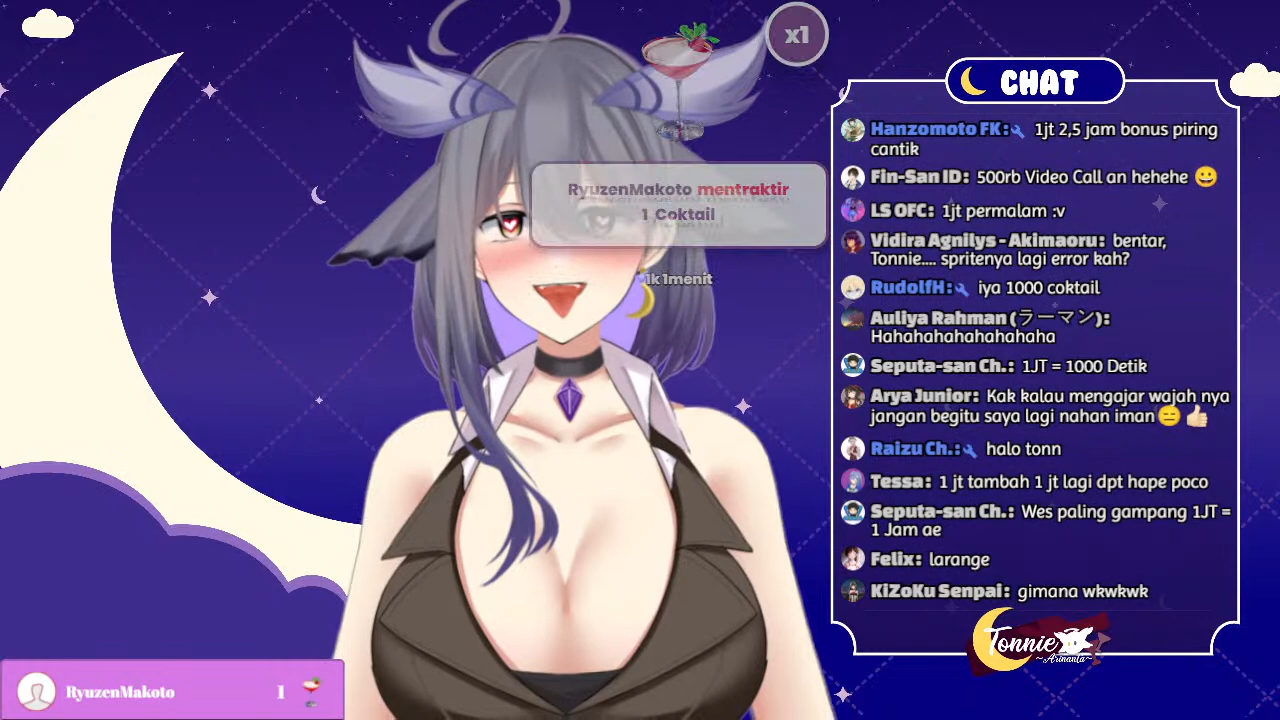 x1
RyuzenMakoto mentraktir
1 Coktail
1k 1menit
CHAT
Hanzomoto FK: 1jt 2,5 jam bonus piring
cantik
Fin-San ID: 500rb Video Call an hehehe 😀
LS OFC: 1jt permalam :v
Vidira Agnilys - Akimaoru: bentar,
Tonnie.... spritenya lagi error kah?
RudolfH: iya 1000 coktail
Auliya Rahman (ラーマン):
Hahahahahahahahaha
Seputa-san Ch.: 1JT = 1000 Detik
Arya Junior: Kak kalau mengajar wajah nya
jangan begitu saya lagi nahan iman😑👍🏻
Raizu Ch.: halo tonn
Tessa: 1 jt tambah 1 jt lagi dpt hape poco
Seputa-san Ch.: Wes paling gampang 1JT =
1 Jam ae
Felix: larange
KiZoKu Senpai: gimana wkwkwk
Tonnie
~Arinanta~
RyuzenMakoto 1